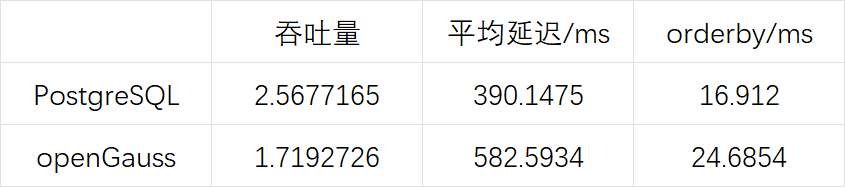 吞吐量 平均延迟/ms orderby/ms
PostgreSQL 2.5677165 390.1475 16.912
openGauss 1.7192726 582.5934 24.6854